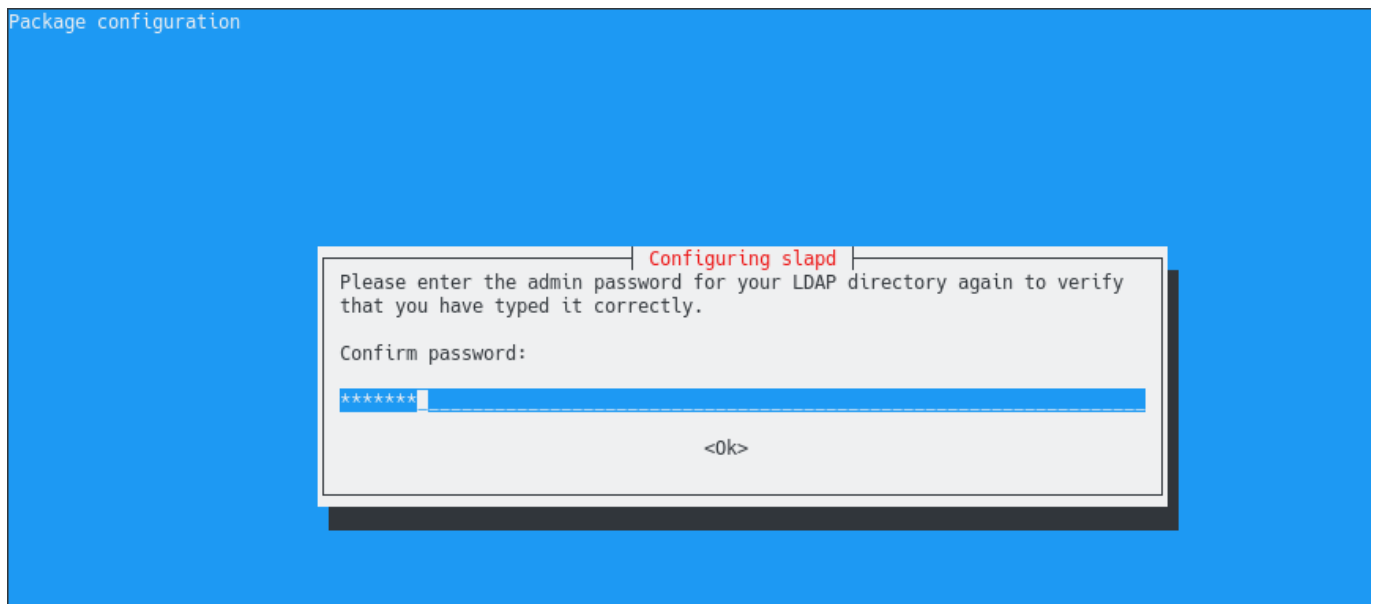 Package configuration
Configuring slapd
Please enter the admin password for your LDAP directory again to verify
that you have typed it correctly.
Confirm password:
*******_______________________________________________________________
<Ok>